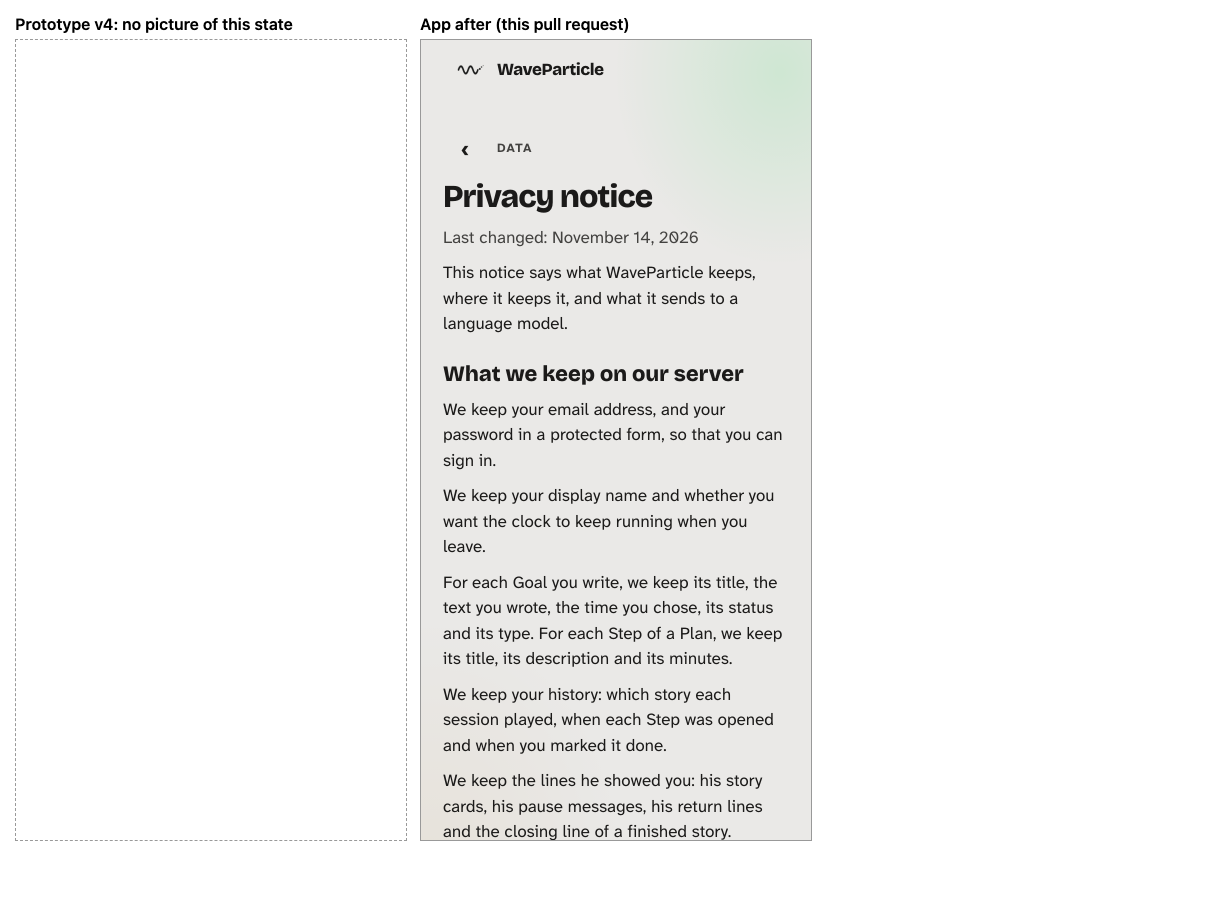 Prototype v4: no picture of this state
App after (this pull request)
WaveParticle
‹ DATA
Privacy notice
Last changed: November 14, 2026
This notice says what WaveParticle keeps,
where it keeps it, and what it sends to a
language model.
What we keep on our server
We keep your email address, and your
password in a protected form, so that you can
sign in.
We keep your display name and whether you
want the clock to keep running when you
leave.
For each Goal you write, we keep its title, the
text you wrote, the time you chose, its status
and its type. For each Step of a Plan, we keep
its title, its description and its minutes.
We keep your history: which story each
session played, when each Step was opened
and when you marked it done.
We keep the lines he showed you: his story
cards, his pause messages, his return lines
and the closing line of a finished story.